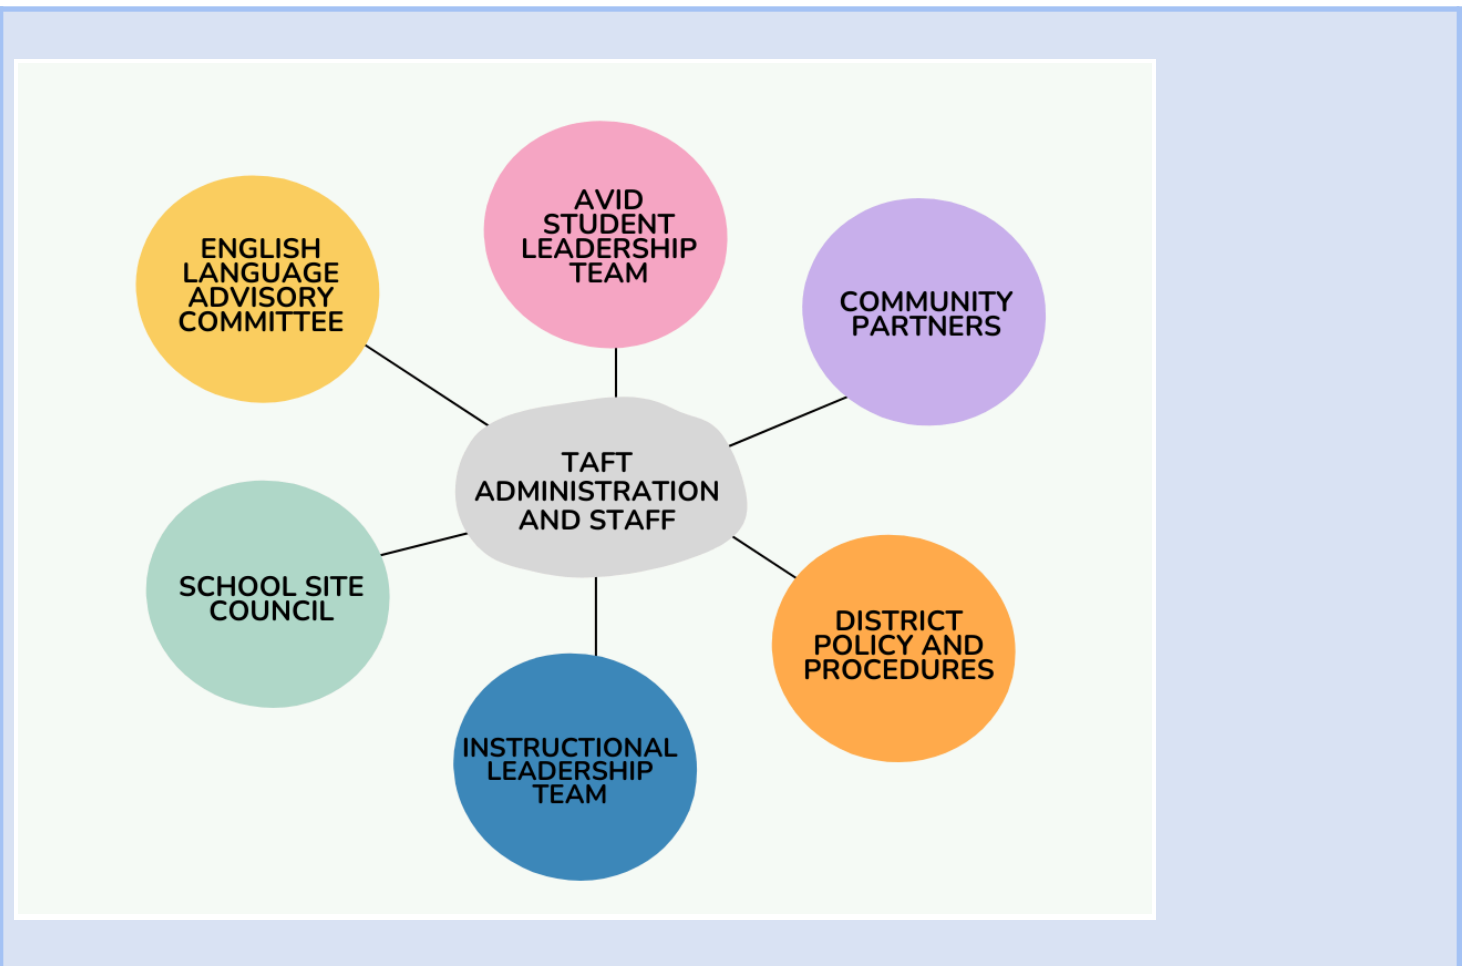 AVID
STUDENT
LEADERSHIP
TEAM
ENGLISH
LANGUAGE
ADVISORY
COMMITTEE
COMMUNITY
PARTNERS
TAFT
ADMINISTRATION
AND STAFF
SCHOOL SITE
COUNCIL
DISTRICT
POLICY AND
PROCEDURES
INSTRUCTIONAL
LEADERSHIP
TEAM